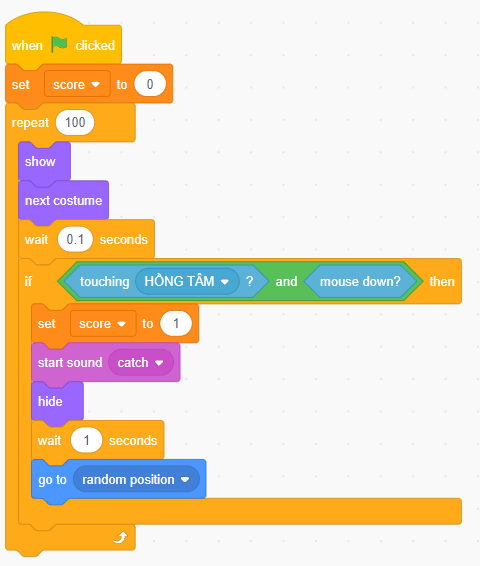 when clicked
set score to 0
repeat 100
show
next costume
wait 0.1 seconds
if touching HỒNG TÂM ? and mouse down? then
set score to 1
start sound catch
hide
wait 1 seconds
go to random position